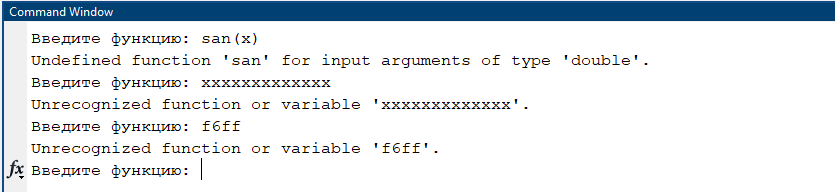 Command Window
Введите функцию: san(x)
Undefined function 'san' for input arguments of type 'double'.
Введите функцию: xxxxxxxxxxxxx
Unrecognized function or variable 'xxxxxxxxxxxxx'.
Введите функцию: f6ff
Unrecognized function or variable 'f6ff'.
fx Введите функцию: